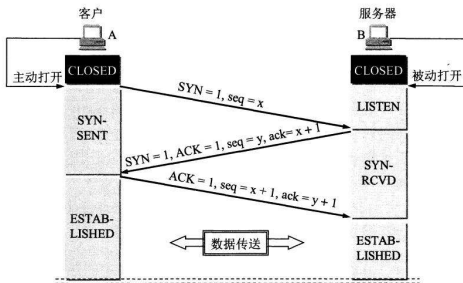 客户
服务器
A
B
主动打开
CLOSED
CLOSED
被动打开
SYN = 1, seq = x
LISTEN
SYN-
SENT
SYN = 1, ACK = 1, seq = y, ack= x + 1
SYN-
RCVD
ACK = 1, seq = x + 1, ack = y + 1
ESTAB-
LISHED
数据传送
ESTAB-
LISHED